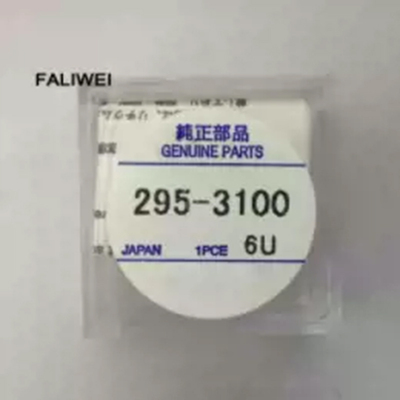 FALIWEI
純正部品
GENUINE PARTS
295-3100
JAPAN 1PCE 6U